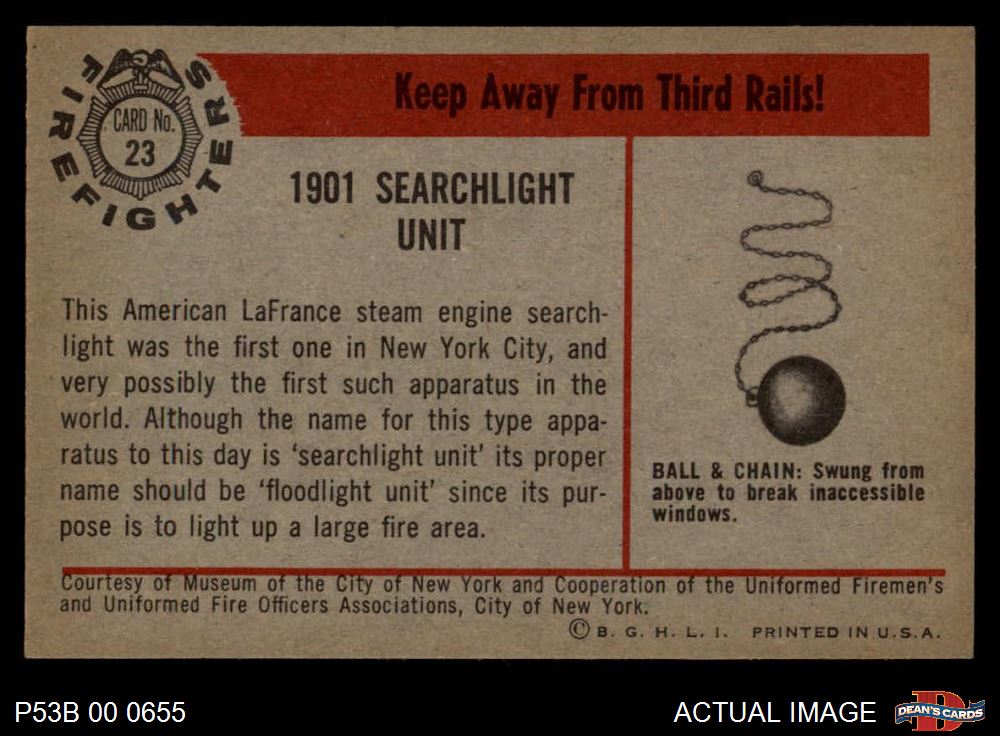 FIREFIGHTERS
CARD No.
23
Keep Away From Third Rails!
1901 SEARCHLIGHT
UNIT
This American LaFrance steam engine search-
light was the first one in New York City, and
very possibly the first such apparatus in the
world. Although the name for this type appa-
ratus to this day is ‘searchlight unit’ its proper
name should be ‘floodlight unit’ since its pur-
pose is to light up a large fire area.
BALL & CHAIN: Swung from
above to break inaccessible
windows.
Courtesy of Museum of the City of New York and Cooperation of the Uniformed Firemen's
and Uniformed Fire Officers Associations, City of New York.
© B. G. H. L. I. PRINTED IN U.S.A.
P53B 00 0655
ACTUAL IMAGE
D
DEAN'S CARDS